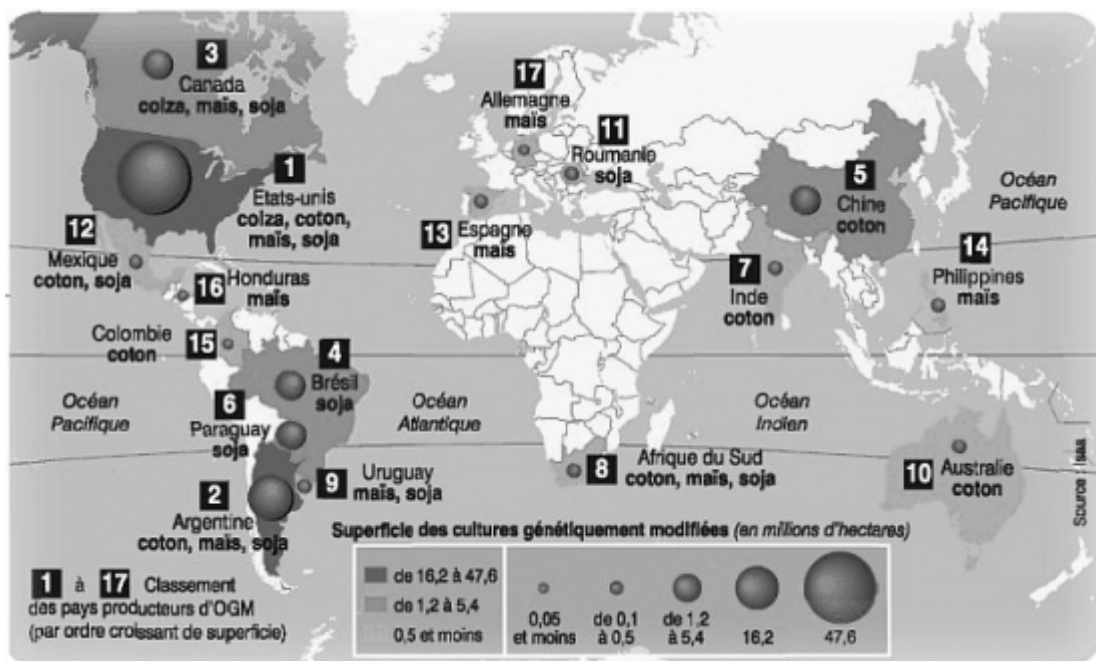 3
Canada
colza, maïs, soja
1
Etats-unis
colza, coton,
maïs, soja
12
Mexique
coton, soja
16
Honduras
maïs
Colombie
coton
15
4
Brésil
soja
6
Paraguay
soja
9
Uruguay
maïs, soja
2
Argentine
coton, maïs, soja
17
Allemagne
maïs
11
Roumanie
soja
13
Espagne
maïs
5
Chine
coton
7
Inde
coton
14
Philippines
maïs
8
Afrique du Sud
coton, maïs, soja
10
Australie
coton
Océan
Pacifique
Océan
Atlantique
Océan
Indien
Océan
Pacifique
Source : Isaa
1 à 17 Classement
des pays producteurs d'OGM
(par ordre croissant de superficie)
Superficie des cultures génétiquement modifiées (en millions d'hectares)
de 16,2 à 47,6
de 1,2 à 5,4
0,5 et moins
0,05
et moins
de 0,1
à 0,5
de 1,2
à 5,4
16,2
47,6